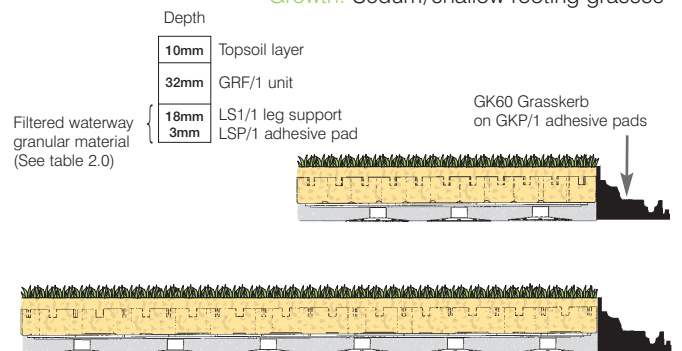 Growth: Sedum/shallow rooting grasses
Depth
10mm Topsoil layer
32mm GRF/1 unit
18mm LS1/1 leg support
3mm LSP/1 adhesive pad
Filtered waterway
granular material
(See table 2.0)
GK60 Grasskerb
on GKP/1 adhesive pads